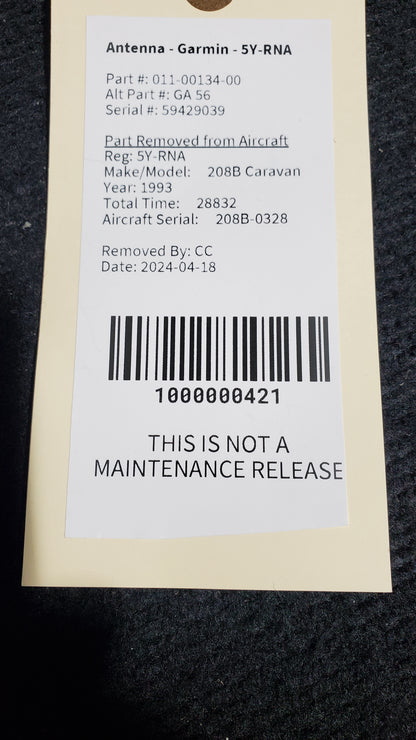 Antenna - Garmin - 5Y-RNA
Part #: 011-00134-00
Alt Part #: GA 56
Serial #: 59429039
Part Removed from Aircraft
Reg: 5Y-RNA
Make/Model: 208B Caravan
Year: 1993
Total Time: 28832
Aircraft Serial: 208B-0328
Removed By: CC
Date: 2024-04-18
1000000421
THIS IS NOT A
MAINTENANCE RELEASE